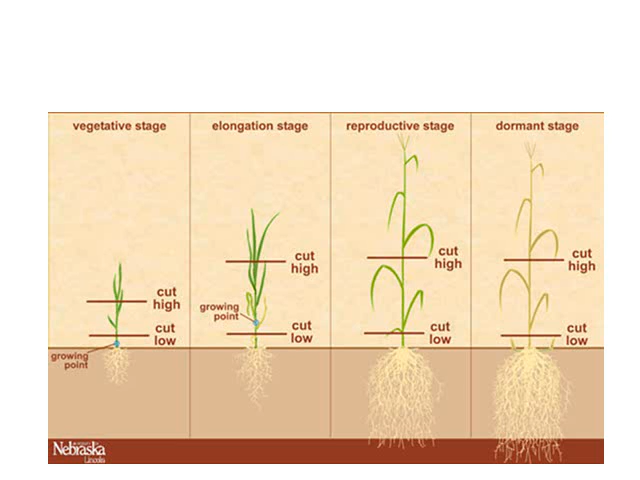 vegetative stage
elongation stage
reproductive stage
dormant stage
cut
high
cut
low
growing
point
cut
high
growing
point
cut
low
cut
high
cut
low
cut
high
cut
low
Nebraska
Lincoln